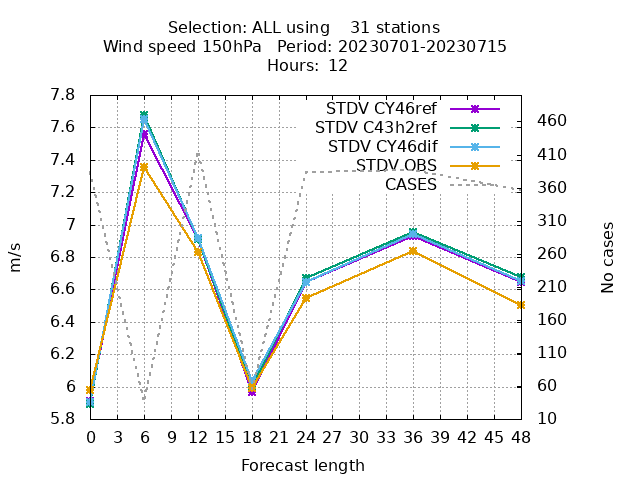 Selection: ALL using    31 stations
Wind speed 150hPa   Period: 20230701-20230715
Hours:  12
7.8
7.6
7.4
7.2
7
6.8
6.6
6.4
6.2
6
5.8
m/s
STDV CY46ref
STDV C43h2ref
STDV CY46dif
STDV OBS
CASES
460
410
360
310
260
210
160
110
60
10
No cases
0 3 6 9 12 15 18 21 24 27 30 33 36 39 42 45 48
Forecast length